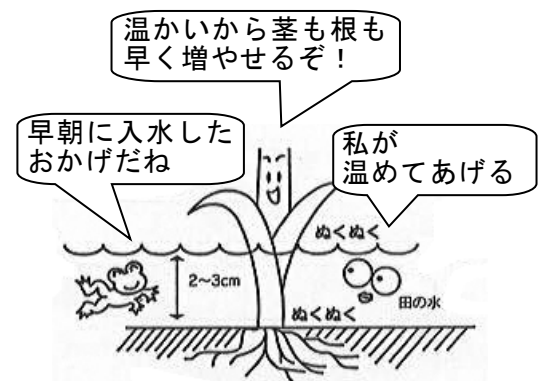 温かいから茎も根も
早く増やせるぞ！
早朝に入水した
おかげだね
私が
温めてあげる
ぬくぬく
2〜3cm
田の水
ぬくぬく